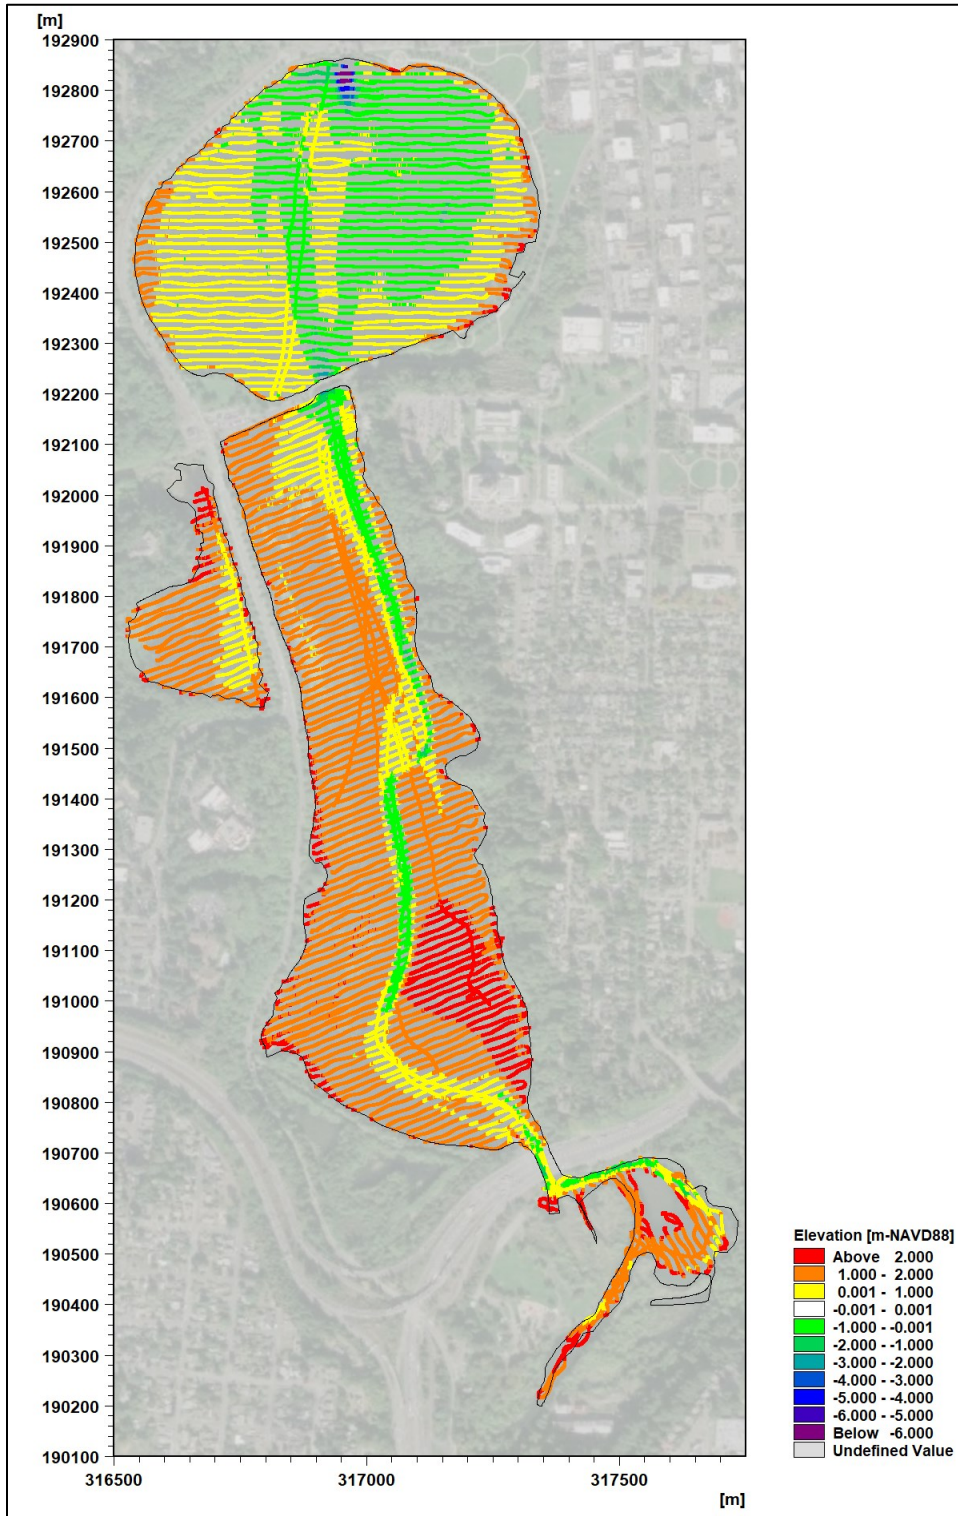 [m]
192900
192800
192700
192600
192500
192400
192300
192200
192100
192000
191900
191800
191700
191600
191500
191400
191300
191200
191100
191000
190900
190800
190700
190600
190500
190400
190300
190200
190100
316500 317000 317500
[m]
Elevation [m-NAVD88]
Above 2.000
1.000 - 2.000
0.001 - 1.000
-0.001 - 0.001
-1.000 - -0.001
-2.000 - -1.000
-3.000 - -2.000
-4.000 - -3.000
-5.000 - -4.000
-6.000 - -5.000
Below -6.000
Undefined Value